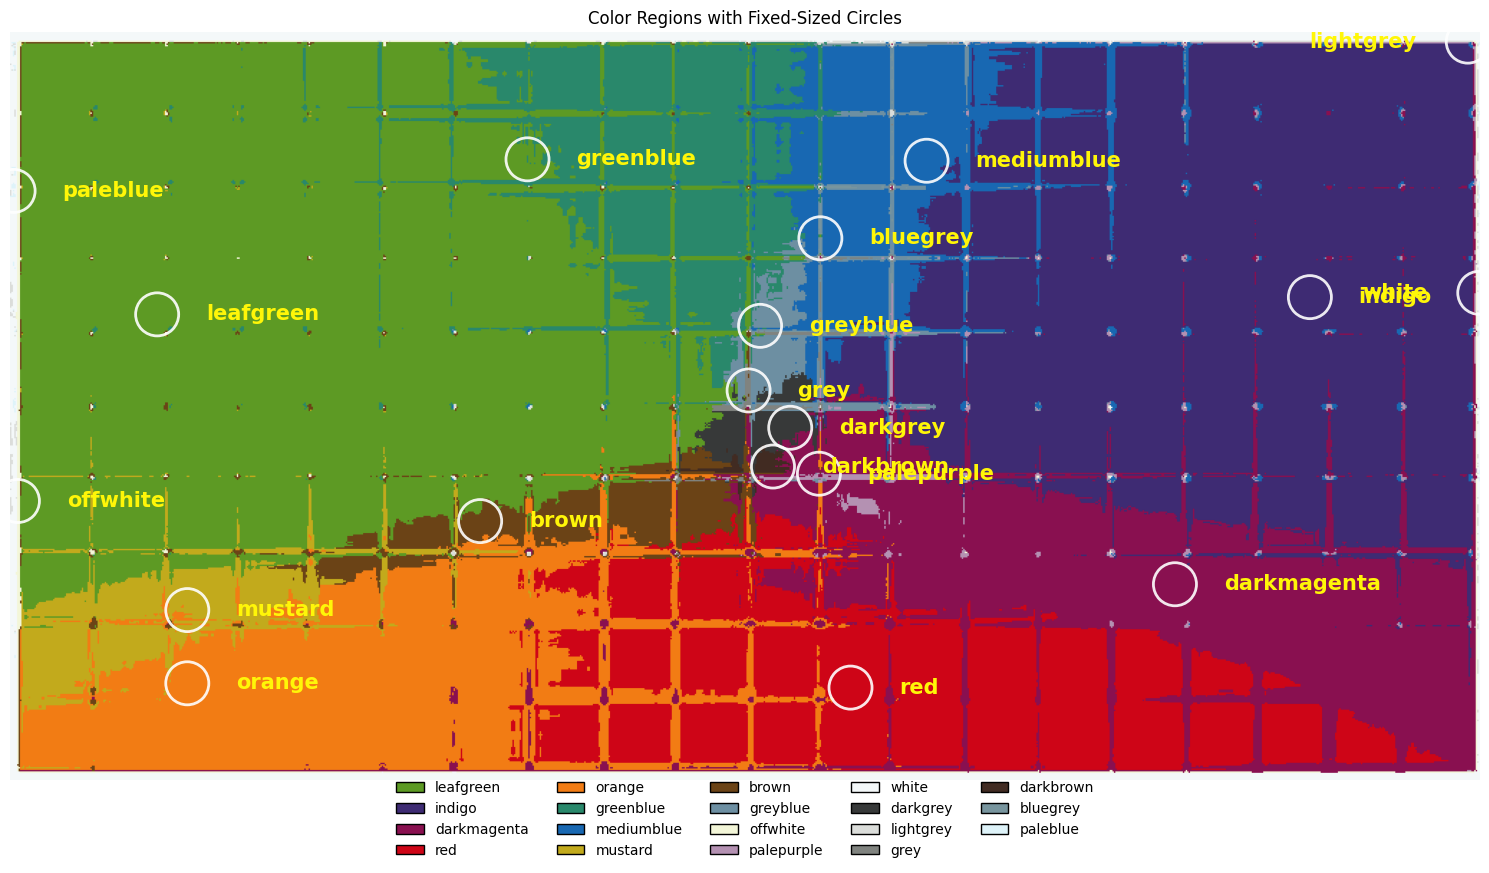 Color Regions with Fixed-Sized Circles
lightgrey
greenblue
mediumblue
paleblue
bluegrey
white
indigo
leafgreen
greyblue
grey
darkgrey
darkbrown
palepurple
offwhite
brown
darkmagenta
mustard
orange
red
leafgreen orange brown white darkbrown
indigo greenblue greyblue darkgrey bluegrey
darkmagenta mediumblue offwhite lightgrey paleblue
red mustard palepurple grey